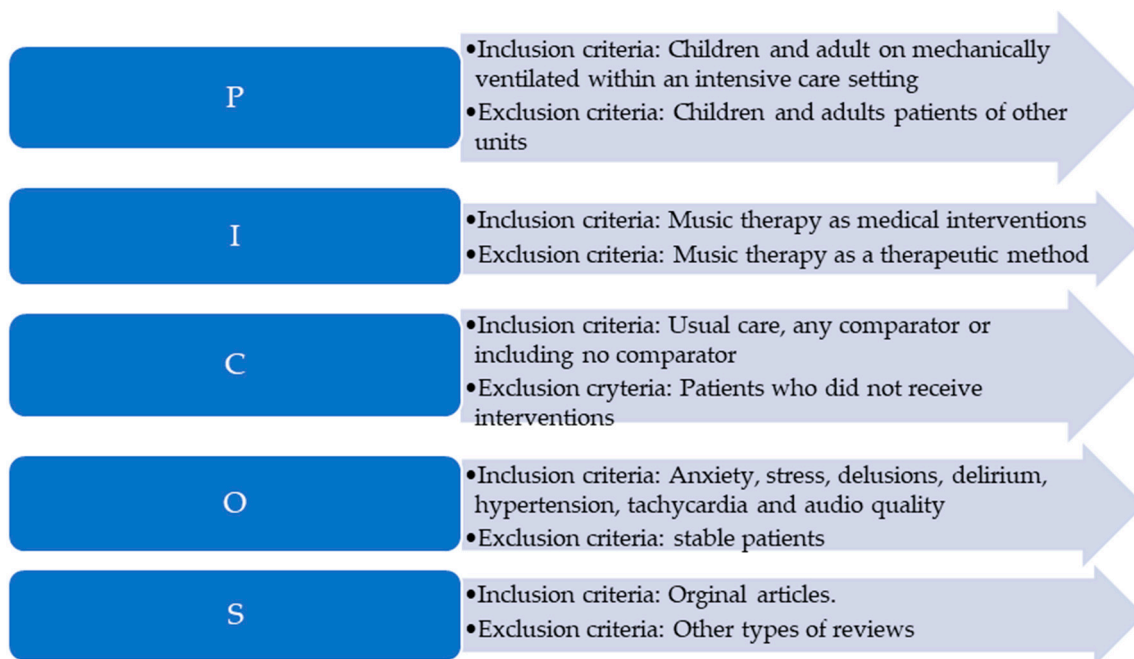 P
•Inclusion criteria: Children and adult on mechanically
ventilated within an intensive care setting
•Exclusion criteria: Children and adults patients of other
units
I
•Inclusion criteria: Music therapy as medical interventions
•Exclusion criteria: Music therapy as a therapeutic method
C
•Inclusion criteria: Usual care, any comparator or
including no comparator
•Exclusion cryteria: Patients who did not receive
interventions
O
•Inclusion criteria: Anxiety, stress, delusions, delirium,
hypertension, tachycardia and audio quality
•Exclusion criteria: stable patients
S
•Inclusion criteria: Orginal articles.
•Exclusion criteria: Other types of reviews